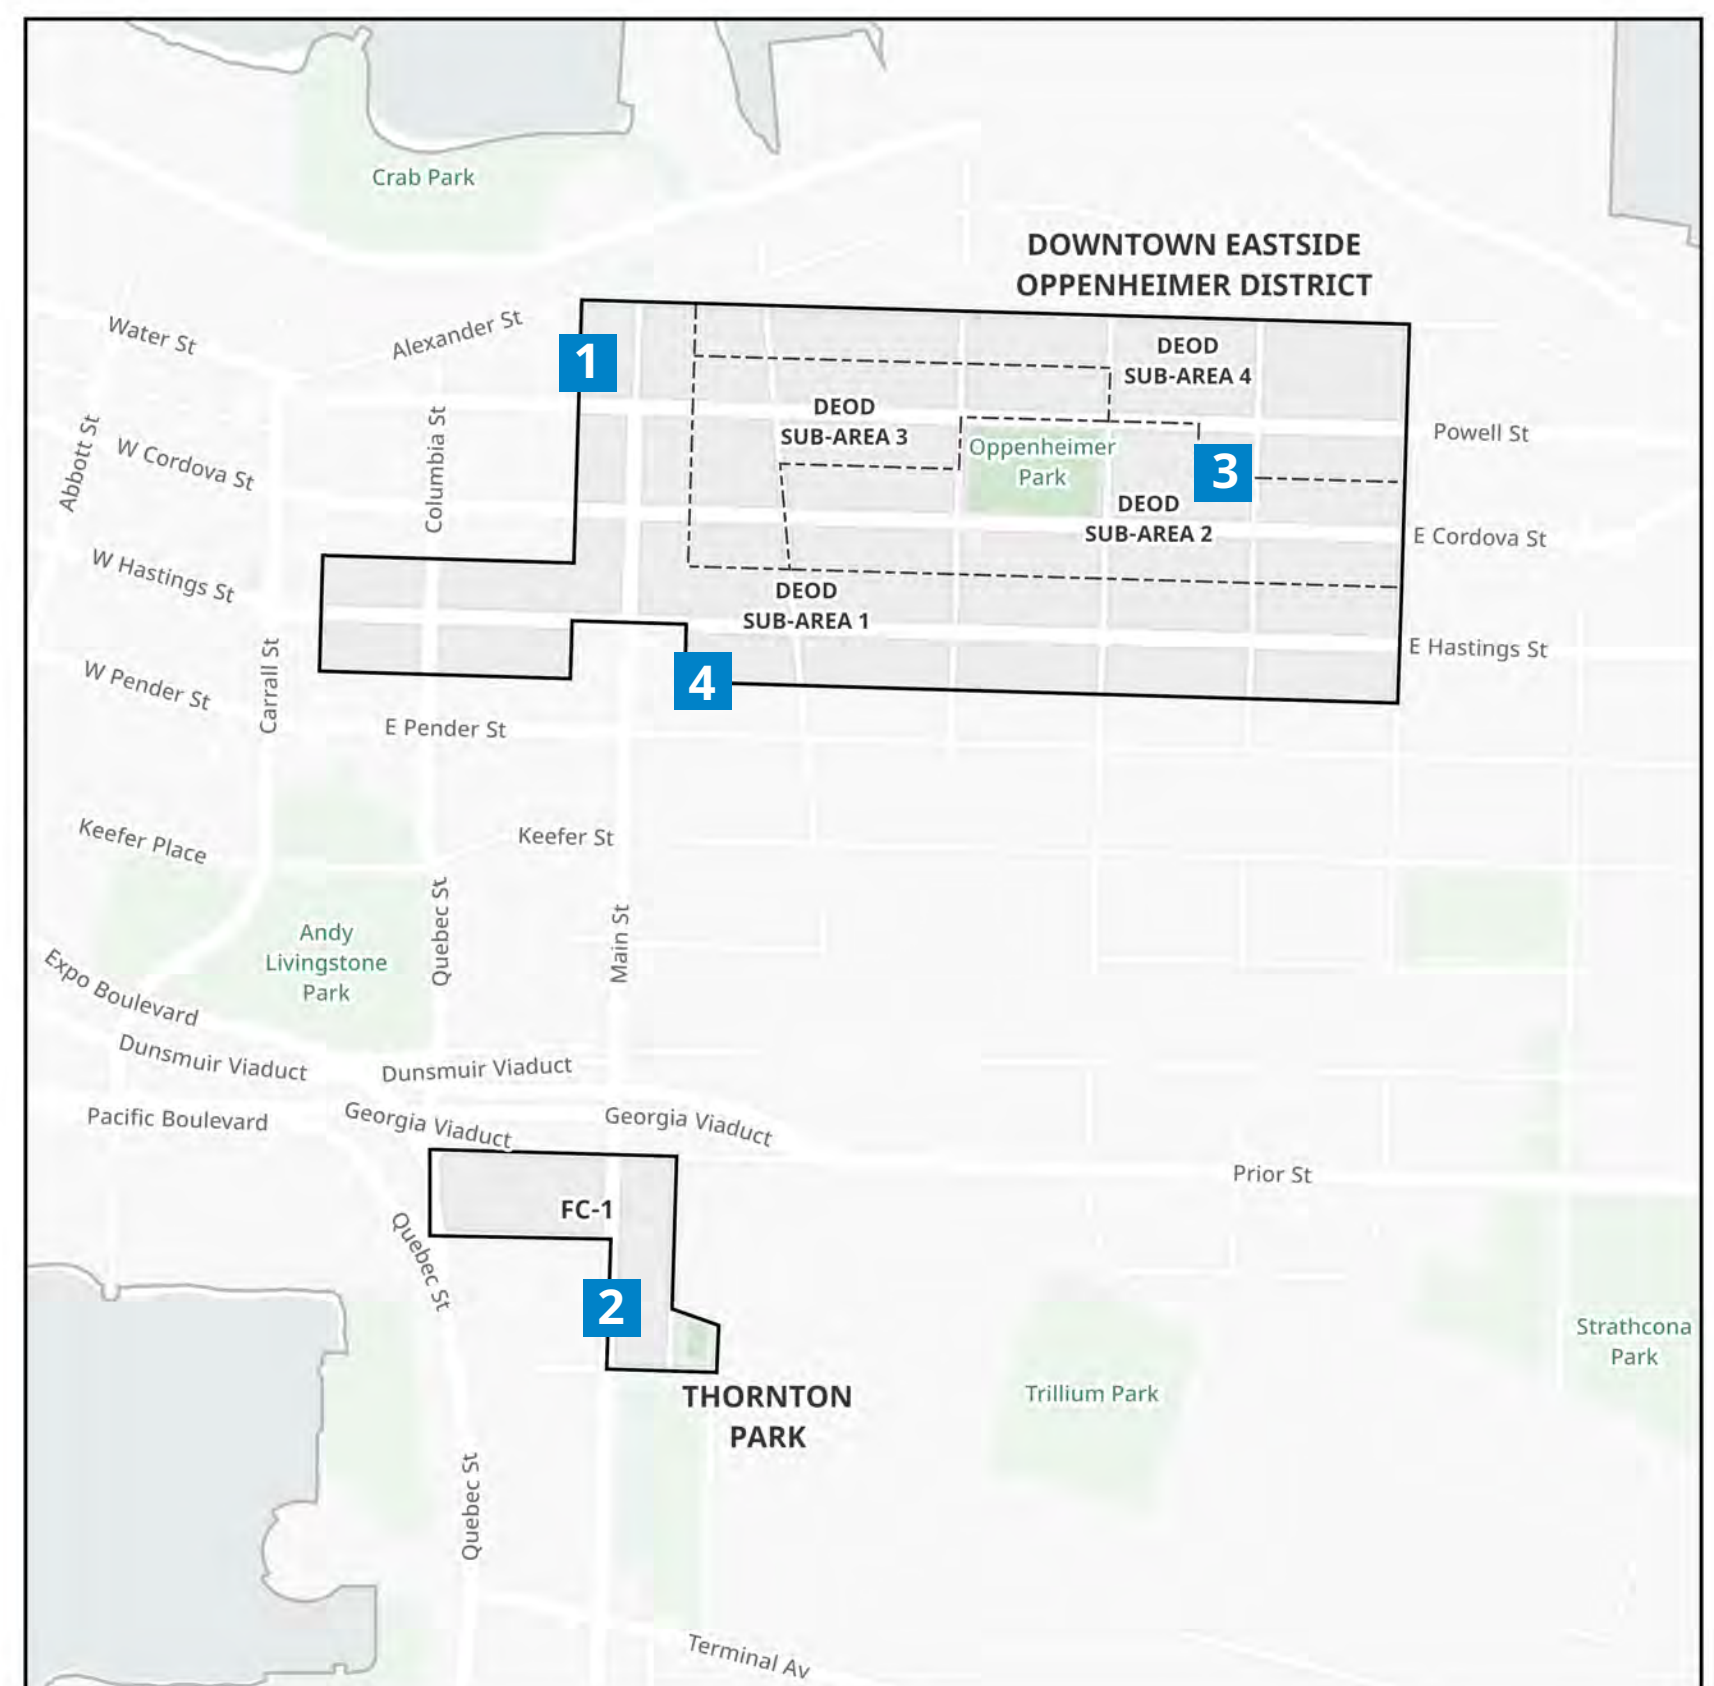 Crab Park
DOWNTOWN EASTSIDE
OPPENHEIMER DISTRICT
Water St
Alexander St
1
DEOD
SUB-AREA 4
Abbott St
W Cordova St
Columbia St
DEOD
SUB-AREA 3
Oppenheimer
Park
3
Powell St
DEOD
SUB-AREA 2
E Cordova St
W Hastings St
DEOD
SUB-AREA 1
E Hastings St
W Pender St
Carrall St
4
E Pender St
Keefer Place
Keefer St
Quebec St
Main St
Andy
Livingstone
Park
Expo Boulevard
Dunsmuir Viaduct
Dunsmuir Viaduct
Pacific Boulevard
Georgia Viaduct
Georgia Viaduct
Prior St
FC-1
Quebec St
2
Strathcona
Park
THORNTON
PARK
Trillium Park
Quebec St
Terminal Av